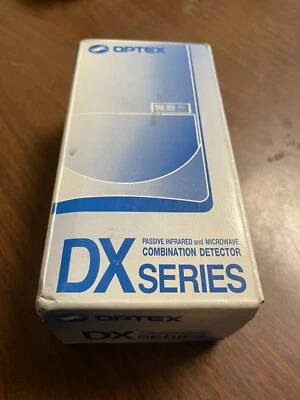 OPTEX
PASSIVE INFRARED and MICROWAVE
COMBINATION DETECTOR
DX SERIES
OPTEX
DX SERIES